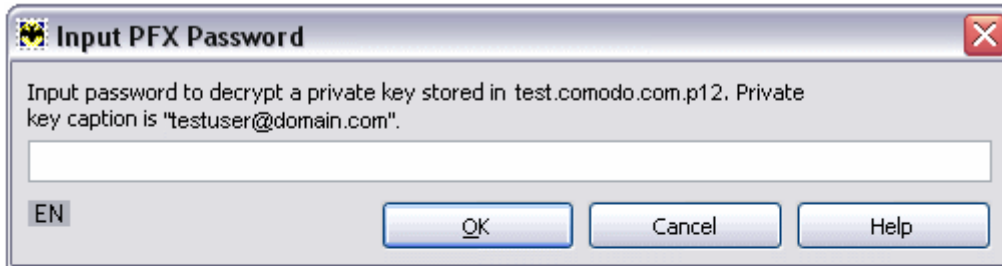 Input PFX Password
Input password to decrypt a private key stored in test.comodo.com.p12. Private
key caption is "testuser@domain.com".
EN
OK
Cancel
Help